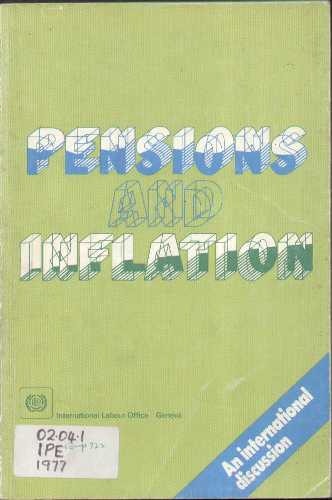 PENSIONS
AND
INFLATION
International Labour Office Geneva
02.04.1
IPE
1977
An international
discussion